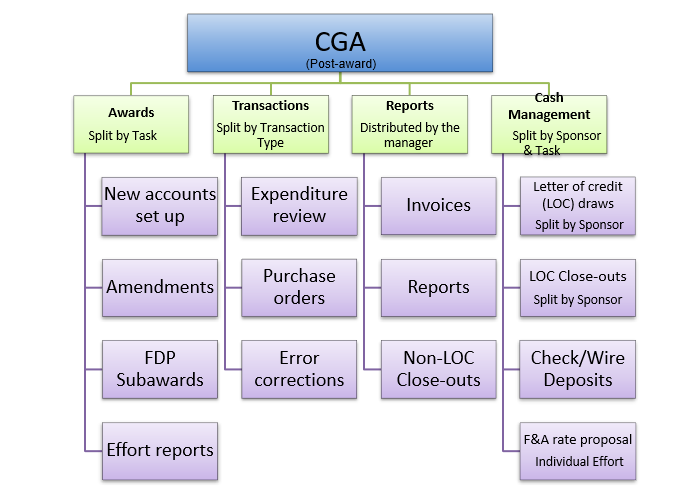 CGA
(Post-award)
Awards
Split by Task
Transactions
Split by Transaction
Type
Reports
Distributed by the
manager
Cash
Management
Split by Sponsor
& Task
New accounts
set up
Amendments
FDP
Subawards
Effort reports
Expenditure
review
Purchase
orders
Error
corrections
Invoices
Reports
Non-LOC
Close-outs
Letter of credit
(LOC) draws
Split by Sponsor
LOC Close-outs
Split by Sponsor
Check/Wire
Deposits
F&A rate proposal
Individual Effort